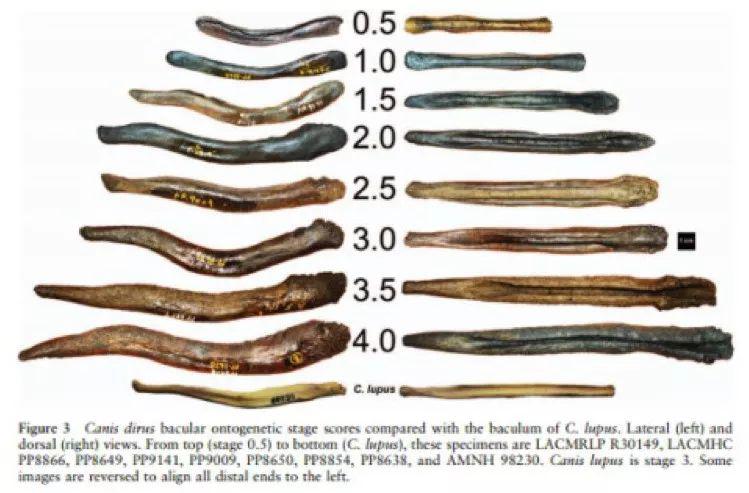 0.5
1.0
1.5
2.0
2.5
3.0
3.5
4.0
C. lupus
Figure 3 Canis dirus bacular ontogenetic stage scores compared with the baculum of C. lupus. Lateral (left) and
dorsal (right) views. From top (stage 0.5) to bottom (C. lupus), these specimens are LACMRLP R30149, LACMHC
PP8866, PP8649, PP9141, PP9009, PP8650, PP8854, PP8638, and AMNH 98230. Canis lupus is stage 3. Some
images are reversed to align all distal ends to the left.